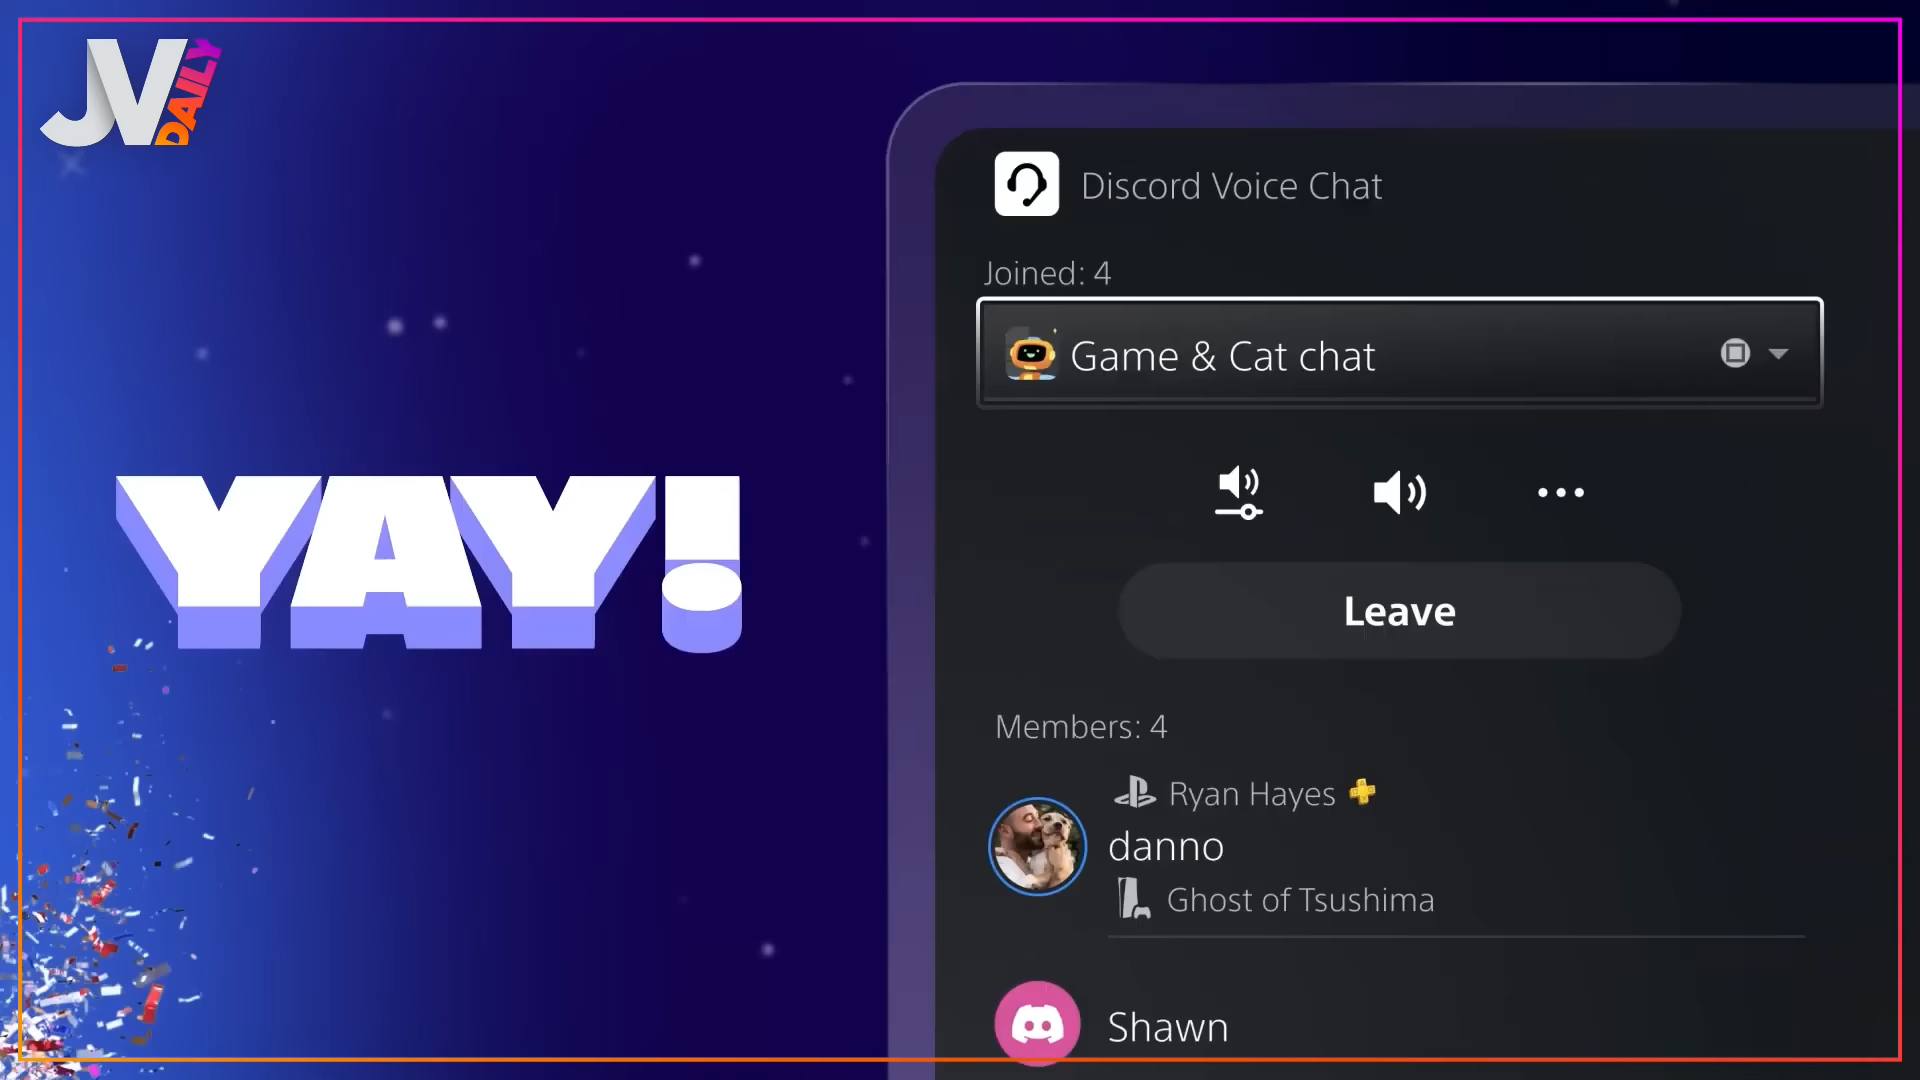 JV
DAILY
YAY!
Discord Voice Chat
Joined: 4
Game & Cat chat
Leave
Members: 4
Ryan Hayes
danno
Ghost of Tsushima
Shawn